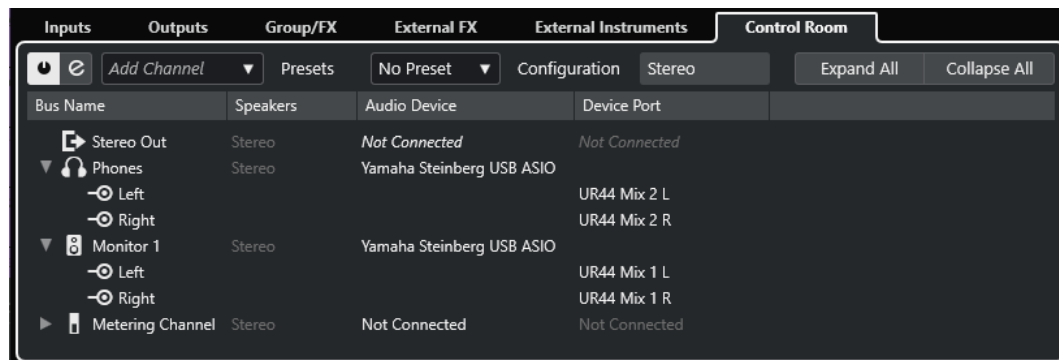 Inputs Outputs Group/FX External FX External Instruments Control Room
Add Channel Presets No Preset Configuration Stereo Expand All Collapse All
Bus Name Speakers Audio Device Device Port
Stereo Out Stereo Not Connected Not Connected
Phones Stereo Yamaha Steinberg USB ASIO
Left UR44 Mix 2 L
Right UR44 Mix 2 R
Monitor 1 Stereo Yamaha Steinberg USB ASIO
Left UR44 Mix 1 L
Right UR44 Mix 1 R
Metering Channel Stereo Not Connected Not Connected